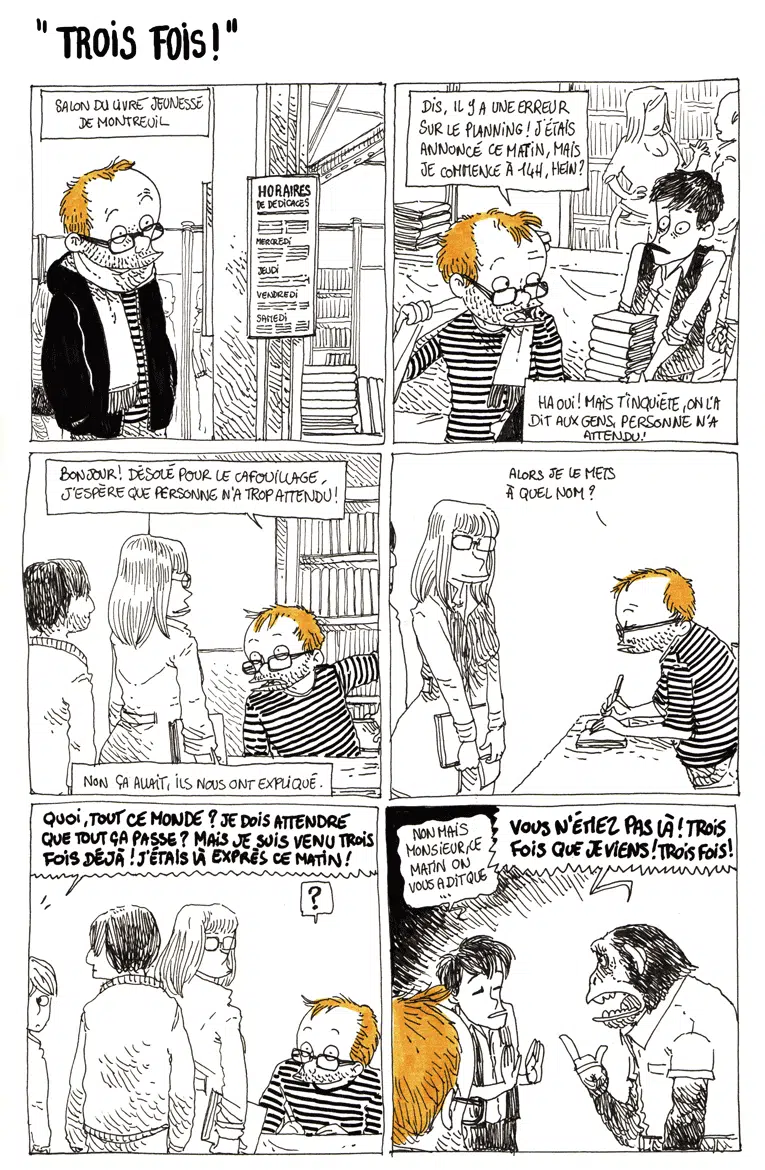 "TROIS FOIS!"
SALON DU LIVRE JEUNESSE
DE MONTREUIL
HORAIRES
DE DEDICACES
MERCREDI
JEUDI
VENDREDI
SAMEDI
DIS, IL Y A UNE ERREUR
SUR LE PLANNING! J'ÉTAIS
ANNONCÉ CE MATIN, MAIS
JE COMMENCE À 14H, HEIN?
HA OUI! MAIS T'INQUIÈTE, ON L'A
DIT AUX GENS, PERSONNE N'A
ATTENDU!
BONJOUR! DÉSOLÉ POUR LE CAFOUILLAGE,
J'ESPÈRE QUE PERSONNE N'A TROP ATTENDU!
NON ÇA ALLAIT, ILS NOUS ONT EXPLIQUÉ.
ALORS JE LE METS
À QUEL NOM?
QUOI, TOUT CE MONDE? JE DOIS ATTENDRE
QUE TOUT ÇA PASSE? MAIS JE SUIS VENU TROIS
FOIS DÉJÀ! J'ÉTAIS LÀ EXPRÈS CE MATIN!
?
NON MAIS
MONSIEUR, CE
MATIN ON
VOUS A DIT QUE
...
VOUS N'ÉTIEZ PAS LÀ! TROIS
FOIS QUE JE VIENS! TROIS FOIS!